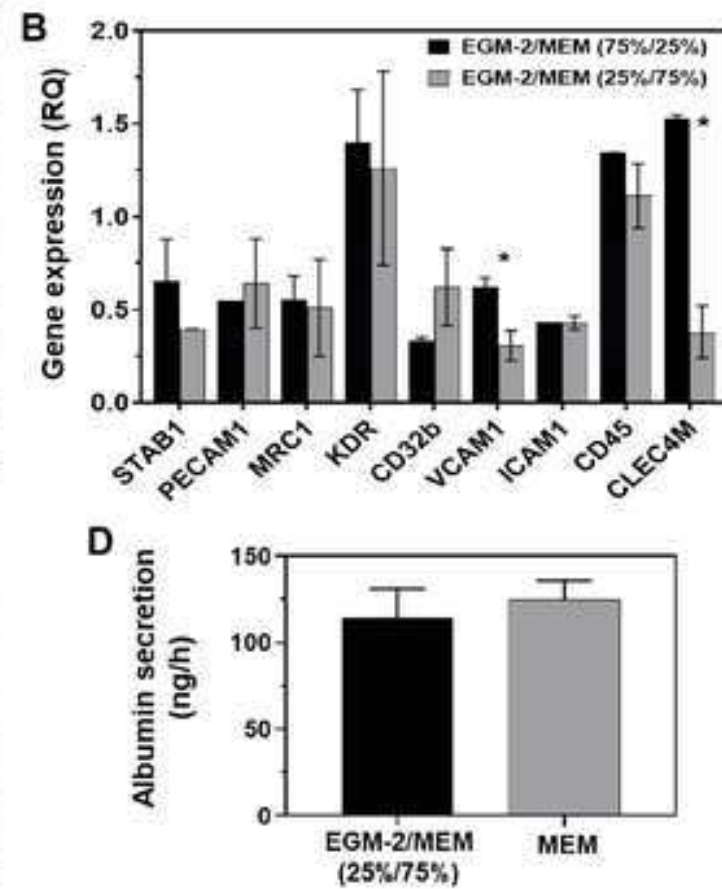 B
Gene expression (RQ)
2.0
1.5
1.0
0.5
0.0
EGM-2/MEM (75%/25%)
EGM-2/MEM (25%/75%)
*
*
STAB1
PECAM1
MRC1
KDR
CD32b
VCAM1
ICAM1
CD45
CLEC4M
D
Albumin secretion
(ng/h)
150
100
50
0
EGM-2/MEM
(25%/75%)
MEM